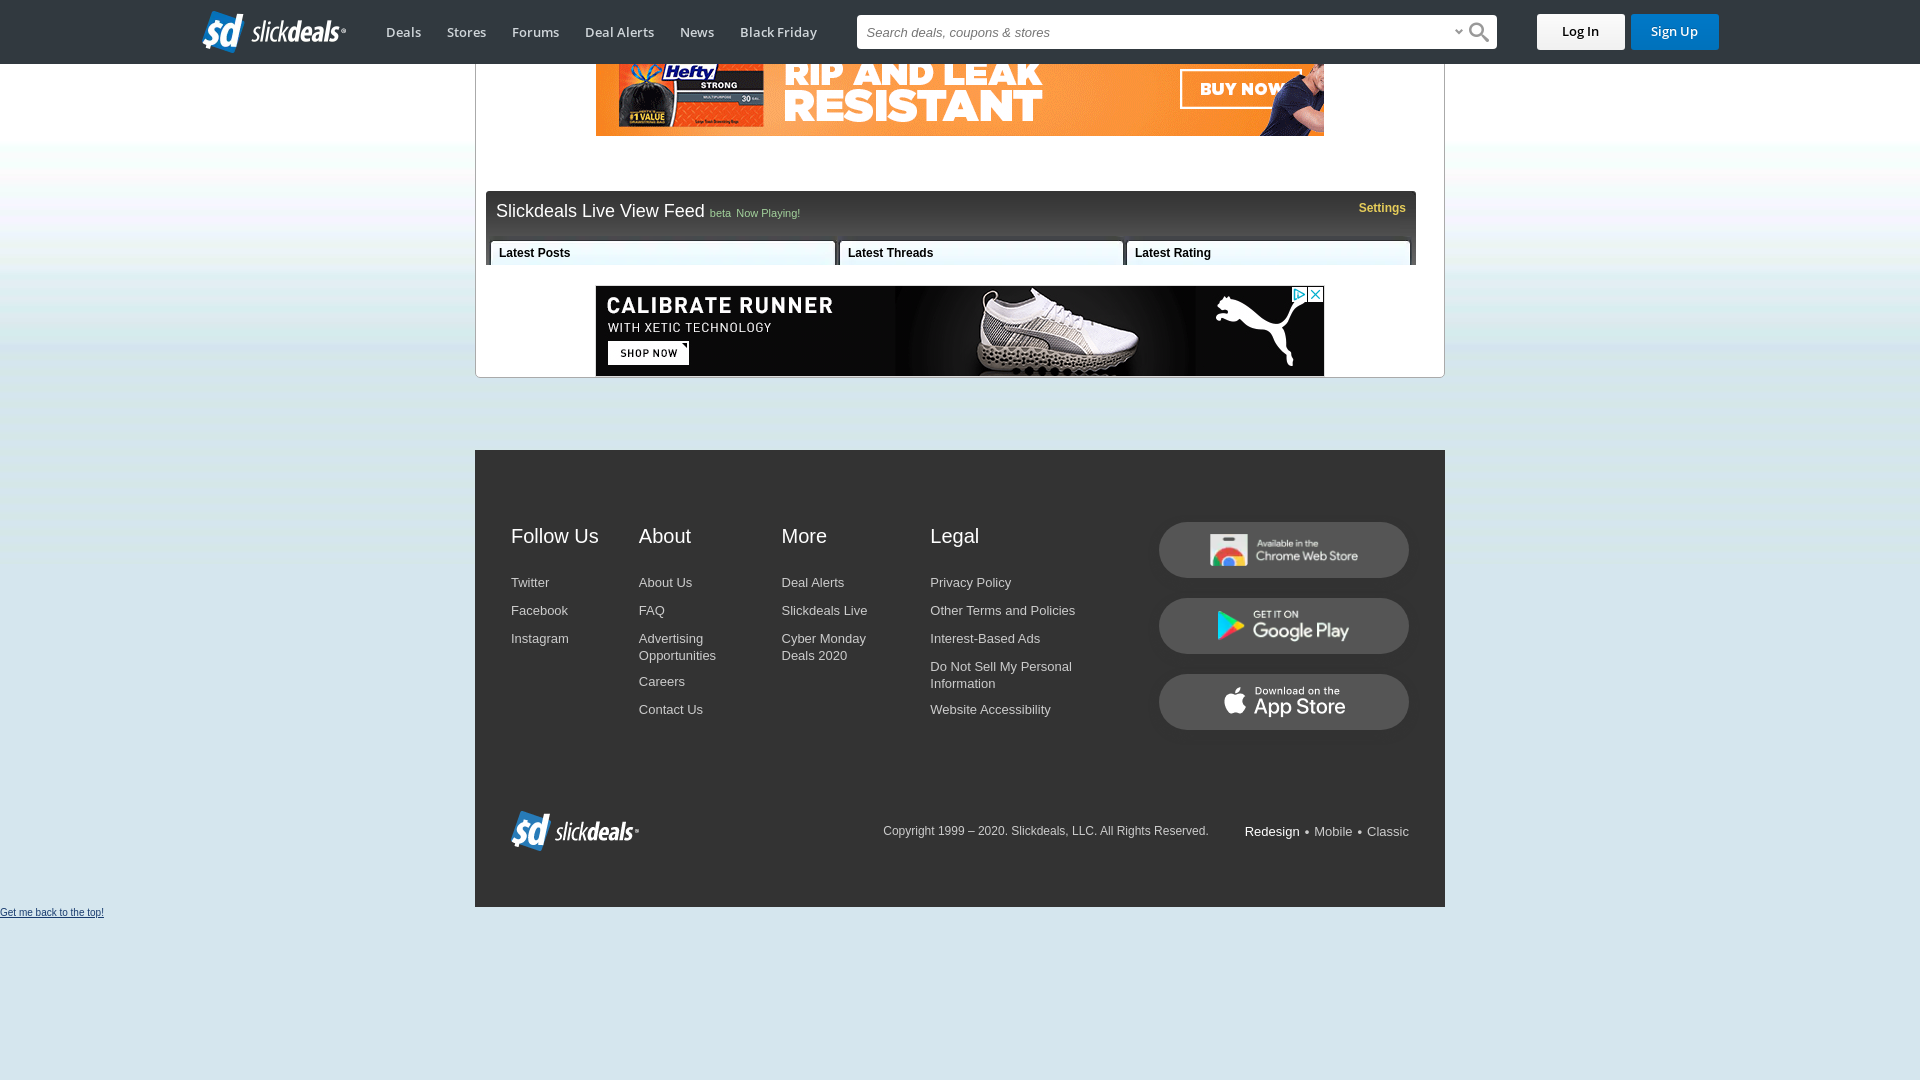 slickdeals
Deals Stores Forums Deal Alerts News Black Friday
Search deals, coupons & stores
Log In Sign Up
Hefty
STRONG
MULTIPURPOSE 30 GAL
#1 VALUE
RIP AND LEAK
RESISTANT
BUY NOW
Slickdeals Live View Feed beta Now Playing!
Settings
Latest Posts Latest Threads Latest Rating
CALIBRATE RUNNER
WITH XETIC TECHNOLOGY
SHOP NOW
Follow Us
Twitter
Facebook
Instagram
About
About Us
FAQ
Advertising
Opportunities
Careers
Contact Us
More
Deal Alerts
Slickdeals Live
Cyber Monday
Deals 2020
Legal
Privacy Policy
Other Terms and Policies
Interest-Based Ads
Do Not Sell My Personal
Information
Website Accessibility
Available in the
Chrome Web Store
GET IT ON
Google Play
Download on the
App Store
slickdeals
Copyright 1999 – 2020. Slickdeals, LLC. All Rights Reserved.
Redesign • Mobile • Classic
Get me back to the top!